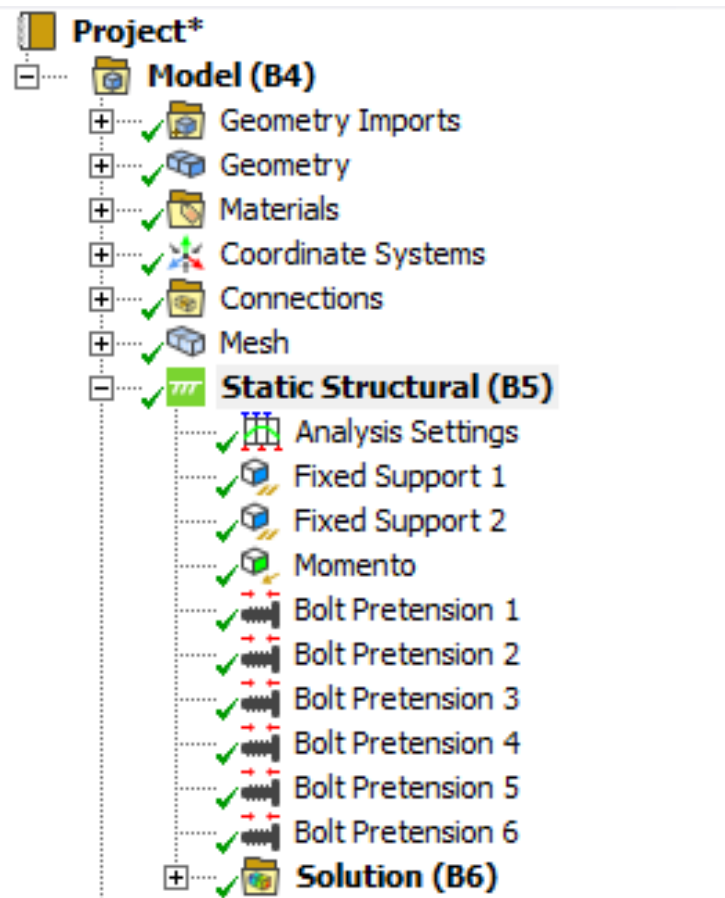 Project*
Model (B4)
Geometry Imports
Geometry
Materials
Coordinate Systems
Connections
Mesh
Static Structural (B5)
Analysis Settings
Fixed Support 1
Fixed Support 2
Momento
Bolt Pretension 1
Bolt Pretension 2
Bolt Pretension 3
Bolt Pretension 4
Bolt Pretension 5
Bolt Pretension 6
Solution (B6)